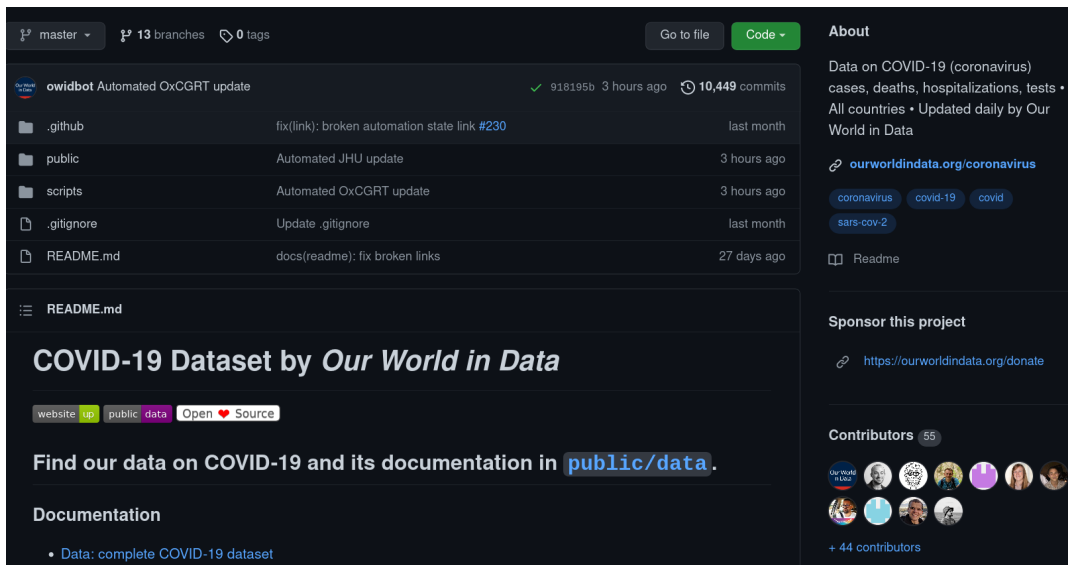 master
13 branches
0 tags
Go to file
Code
owidbot Automated OxCGRT update
918195b 3 hours ago
10,449 commits
.github
fix(link): broken automation state link #230
last month
public
Automated JHU update
3 hours ago
scripts
Automated OxCGRT update
3 hours ago
.gitignore
Update .gitignore
last month
README.md
docs(readme): fix broken links
27 days ago
README.md
COVID-19 Dataset by Our World in Data
website up
public data
Open ❤ Source
Find our data on COVID-19 and its documentation in public/data.
Documentation
• Data: complete COVID-19 dataset
About
Data on COVID-19 (coronavirus)
cases, deaths, hospitalizations, tests •
All countries • Updated daily by Our
World in Data
ourworldindata.org/coronavirus
coronavirus
covid-19
covid
sars-cov-2
Readme
Sponsor this project
https://ourworldindata.org/donate
Contributors 55
Our World
in Data
+ 44 contributors